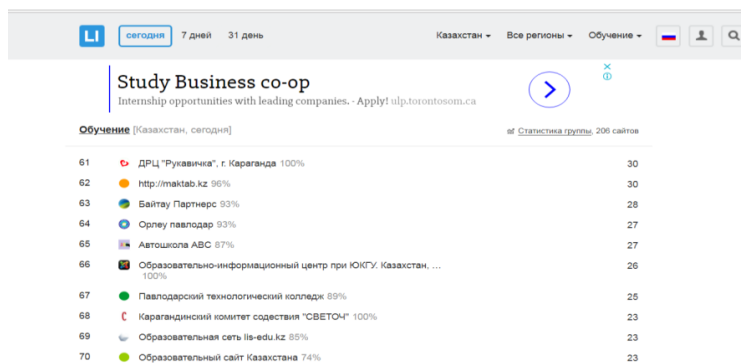 LI сегодня 7 дней 31 день Казахстан Все регионы Обучение
Study Business co-op
Internship opportunities with leading companies. · Apply! ulp.torontosom.ca
Обучение [Казахстан, сегодня] Статистика группы, 206 сайтов
61 ДРЦ "Рукавичка", г. Караганда 100% 30
62 http://maktab.kz 96% 30
63 Байтау Партнерс 93% 28
64 Орлеу павлодар 93% 27
65 Автошкола АВС 87% 27
66 Образовательно-информационный центр при ЮКГУ. Казахстан, ... 26
100%
67 Павлодарский технологический колледж 89% 25
68 Карагандинский комитет содествия "СВЕТОЧ" 100% 23
69 Образовательная сеть lis-edu.kz 85% 23
70 Образовательный сайт Казахстана 74% 23